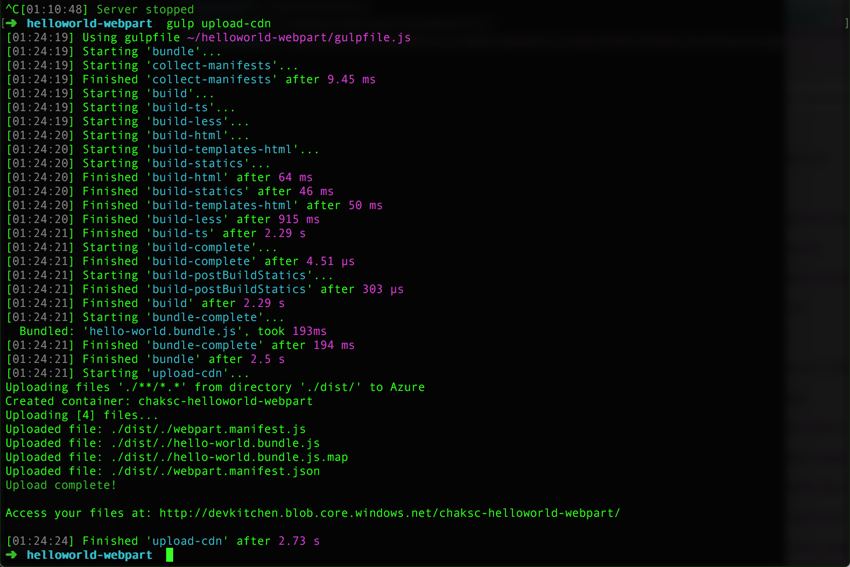 ^C[01:10:48] Server stopped
[➜  helloworld-webpart  gulp upload-cdn ]
[01:24:19] Using gulpfile ~/helloworld-webpart/gulpfile.js
[01:24:19] Starting 'bundle'...
[01:24:19] Starting 'collect-manifests'...
[01:24:19] Finished 'collect-manifests' after 9.45 ms
[01:24:19] Starting 'build'...
[01:24:19] Starting 'build-ts'...
[01:24:19] Starting 'build-less'...
[01:24:20] Starting 'build-html'...
[01:24:20] Starting 'build-templates-html'...
[01:24:20] Starting 'build-statics'...
[01:24:20] Finished 'build-html' after 64 ms
[01:24:20] Finished 'build-statics' after 46 ms
[01:24:20] Finished 'build-templates-html' after 50 ms
[01:24:20] Finished 'build-less' after 915 ms
[01:24:21] Finished 'build-ts' after 2.29 s
[01:24:21] Starting 'build-complete'...
[01:24:21] Finished 'build-complete' after 4.51 μs
[01:24:21] Starting 'build-postBuildStatics'...
[01:24:21] Finished 'build-postBuildStatics' after 303 μs
[01:24:21] Finished 'build' after 2.29 s
[01:24:21] Starting 'bundle-complete'...
  Bundled: 'hello-world.bundle.js', took 193ms
[01:24:21] Finished 'bundle-complete' after 194 ms
[01:24:21] Finished 'bundle' after 2.5 s
[01:24:21] Starting 'upload-cdn'...
Uploading files './**/*.*' from directory './dist/' to Azure
Created container: chaksc-helloworld-webpart
Uploading [4] files...
Uploaded file: ./dist/./webpart.manifest.js
Uploaded file: ./dist/./hello-world.bundle.js
Uploaded file: ./dist/./hello-world.bundle.js.map
Uploaded file: ./dist/./webpart.manifest.json
Upload complete!
Access your files at: http://devkitchen.blob.core.windows.net/chaksc-helloworld-webpart/
[01:24:24] Finished 'upload-cdn' after 2.73 s
➜  helloworld-webpart